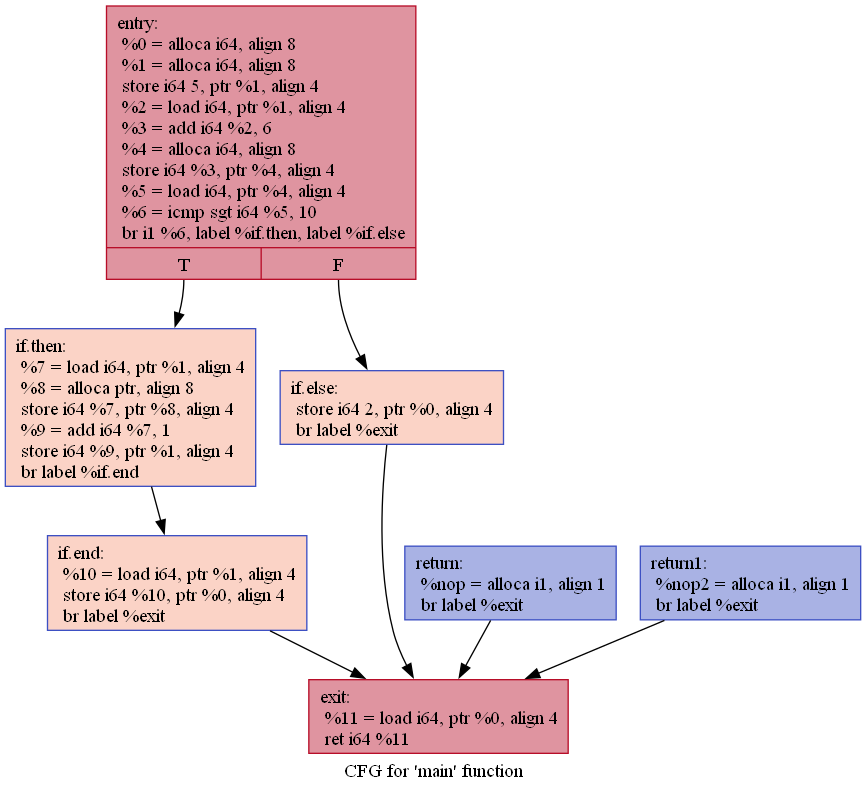 entry:
%0 = alloca i64, align 8
%1 = alloca i64, align 8
store i64 5, ptr %1, align 4
%2 = load i64, ptr %1, align 4
%3 = add i64 %2, 6
%4 = alloca i64, align 8
store i64 %3, ptr %4, align 4
%5 = load i64, ptr %4, align 4
%6 = icmp sgt i64 %5, 10
br i1 %6, label %if.then, label %if.else
T
F
if.then:
%7 = load i64, ptr %1, align 4
%8 = alloca ptr, align 8
store i64 %7, ptr %8, align 4
%9 = add i64 %7, 1
store i64 %9, ptr %1, align 4
br label %if.end
if.else:
store i64 2, ptr %0, align 4
br label %exit
if.end:
%10 = load i64, ptr %1, align 4
store i64 %10, ptr %0, align 4
br label %exit
return:
%nop = alloca i1, align 1
br label %exit
return1:
%nop2 = alloca i1, align 1
br label %exit
exit:
%11 = load i64, ptr %0, align 4
ret i64 %11
CFG for 'main' function